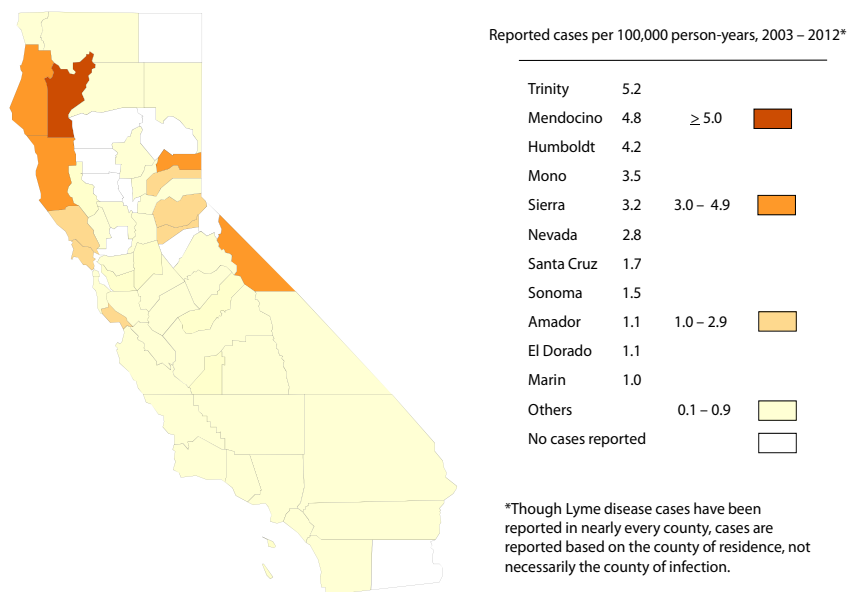 Reported cases per 100,000 person-years, 2003 – 2012*
Trinity 5.2
Mendocino 4.8 ≥ 5.0
Humboldt 4.2
Mono 3.5
Sierra 3.2 3.0 – 4.9
Nevada 2.8
Santa Cruz 1.7
Sonoma 1.5
Amador 1.1 1.0 – 2.9
El Dorado 1.1
Marin 1.0
Others 0.1 – 0.9
No cases reported
*Though Lyme disease cases have been
reported in nearly every county, cases are
reported based on the county of residence, not
necessarily the county of infection.